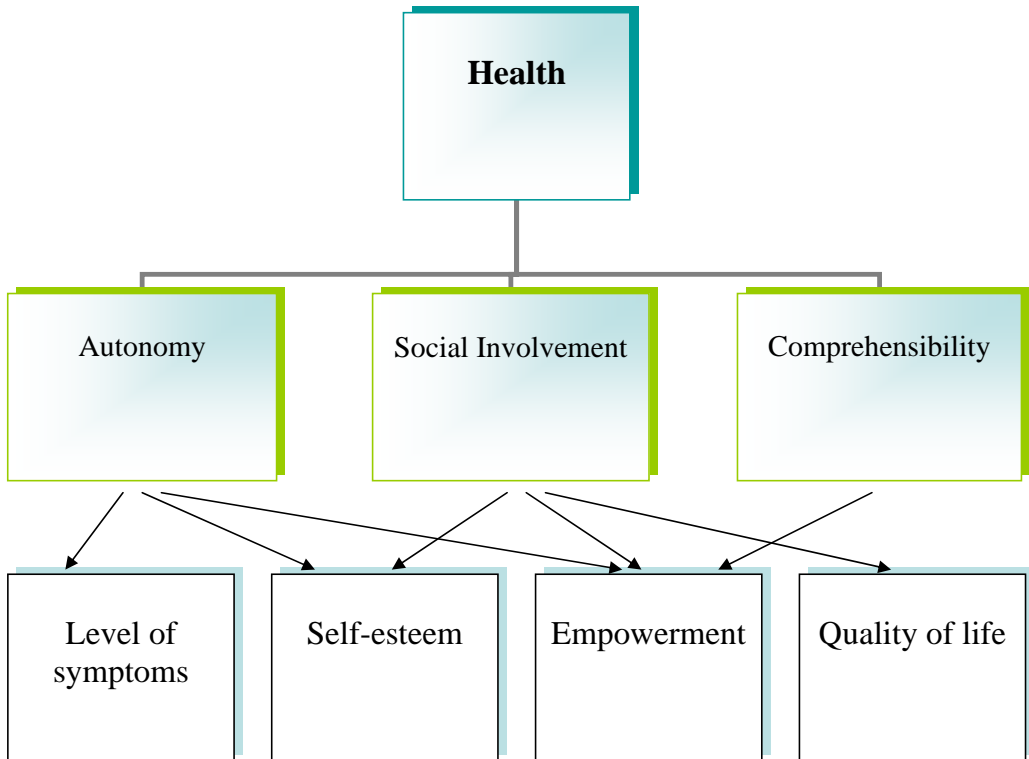 Health
Autonomy
Social Involvement
Comprehensibility
Level of
symptoms
Self-esteem
Empowerment
Quality of life